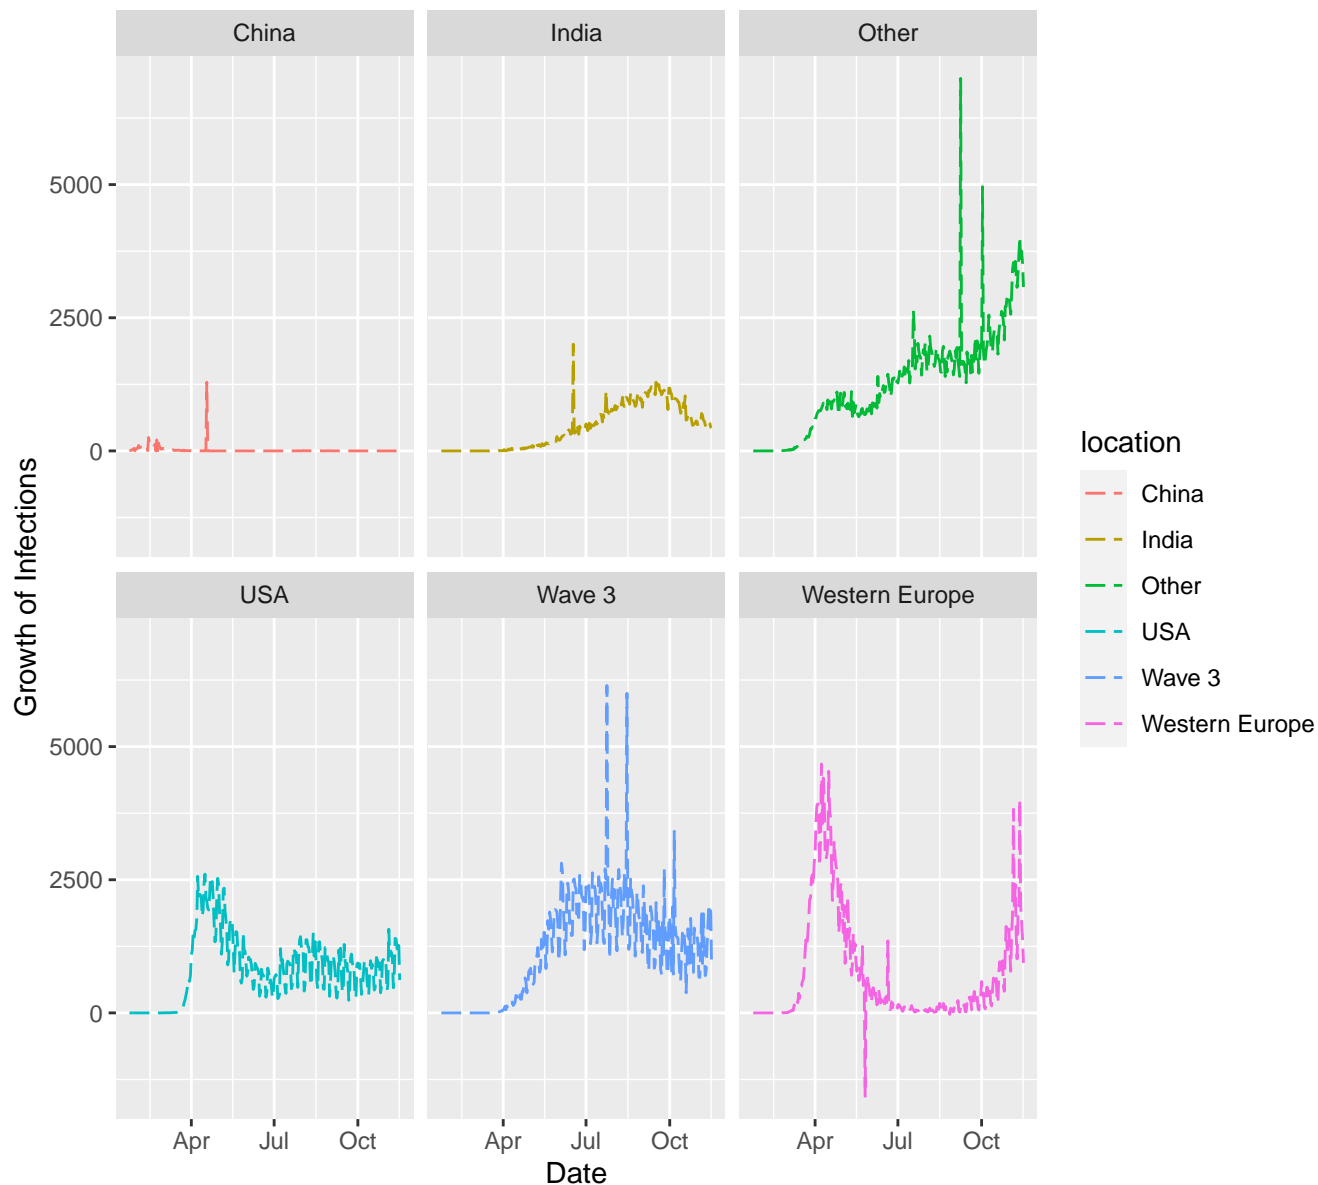 China
India
Other
5000
2500
0
USA
Wave 3
Western Europe
5000
2500
0
Growth of Infections
Apr Jul Oct
Apr Jul Oct
Apr Jul Oct
Date
location
China
India
Other
USA
Wave 3
Western Europe